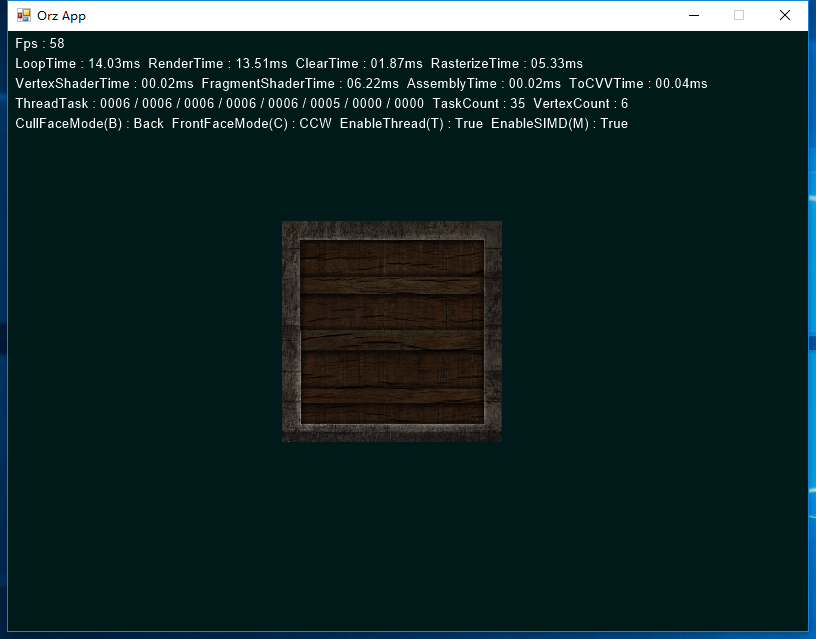 Orz App
Fps : 58
LoopTime : 14.03ms  RenderTime : 13.51ms  ClearTime : 01.87ms  RasterizeTime : 05.33ms
VertexShaderTime : 00.02ms  FragmentShaderTime : 06.22ms  AssemblyTime : 00.02ms  ToCVVTime : 00.04ms
ThreadTask : 0006 / 0006 / 0006 / 0006 / 0006 / 0005 / 0000 / 0000  TaskCount : 35  VertexCount : 6
CullFaceMode(B) : Back  FrontFaceMode(C) : CCW  EnableThread(T) : True  EnableSIMD(M) : True